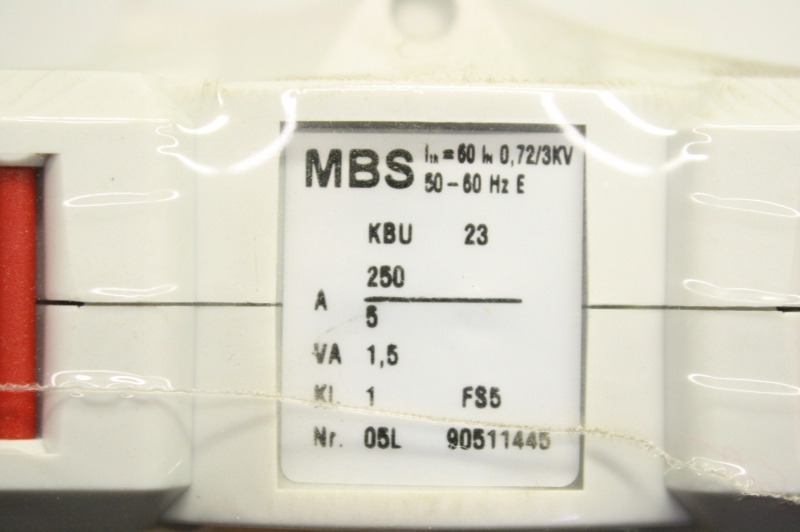 MBS Ith = 60 IN 0,72/3KV
50-60 Hz E
KBU 23
250
A
5
VA 1,5
Kl. 1 FS5
Nr. 05L 90511445